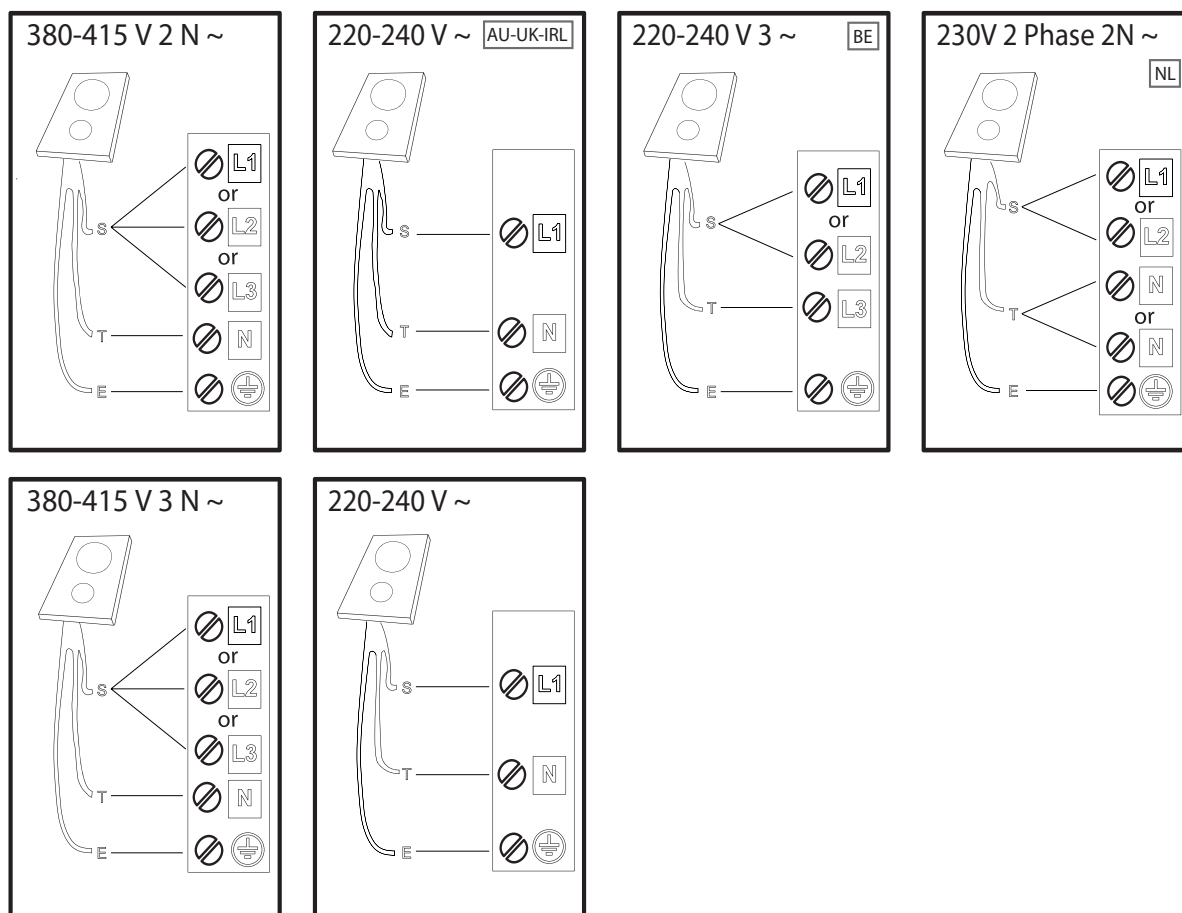 380-415 V 2 N ~
S
T
E
L1
or
L2
or
L3
N
220-240 V ~ AU-UK-IRL
S
T
E
L1
N
220-240 V 3 ~ BE
S
T
E
L1
or
L2
L3
230V 2 Phase 2N ~
NL
S
T
E
L1
or
L2
N
or
N
380-415 V 3 N ~
S
T
E
L1
or
L2
or
L3
N
220-240 V ~
S
T
E
L1
N